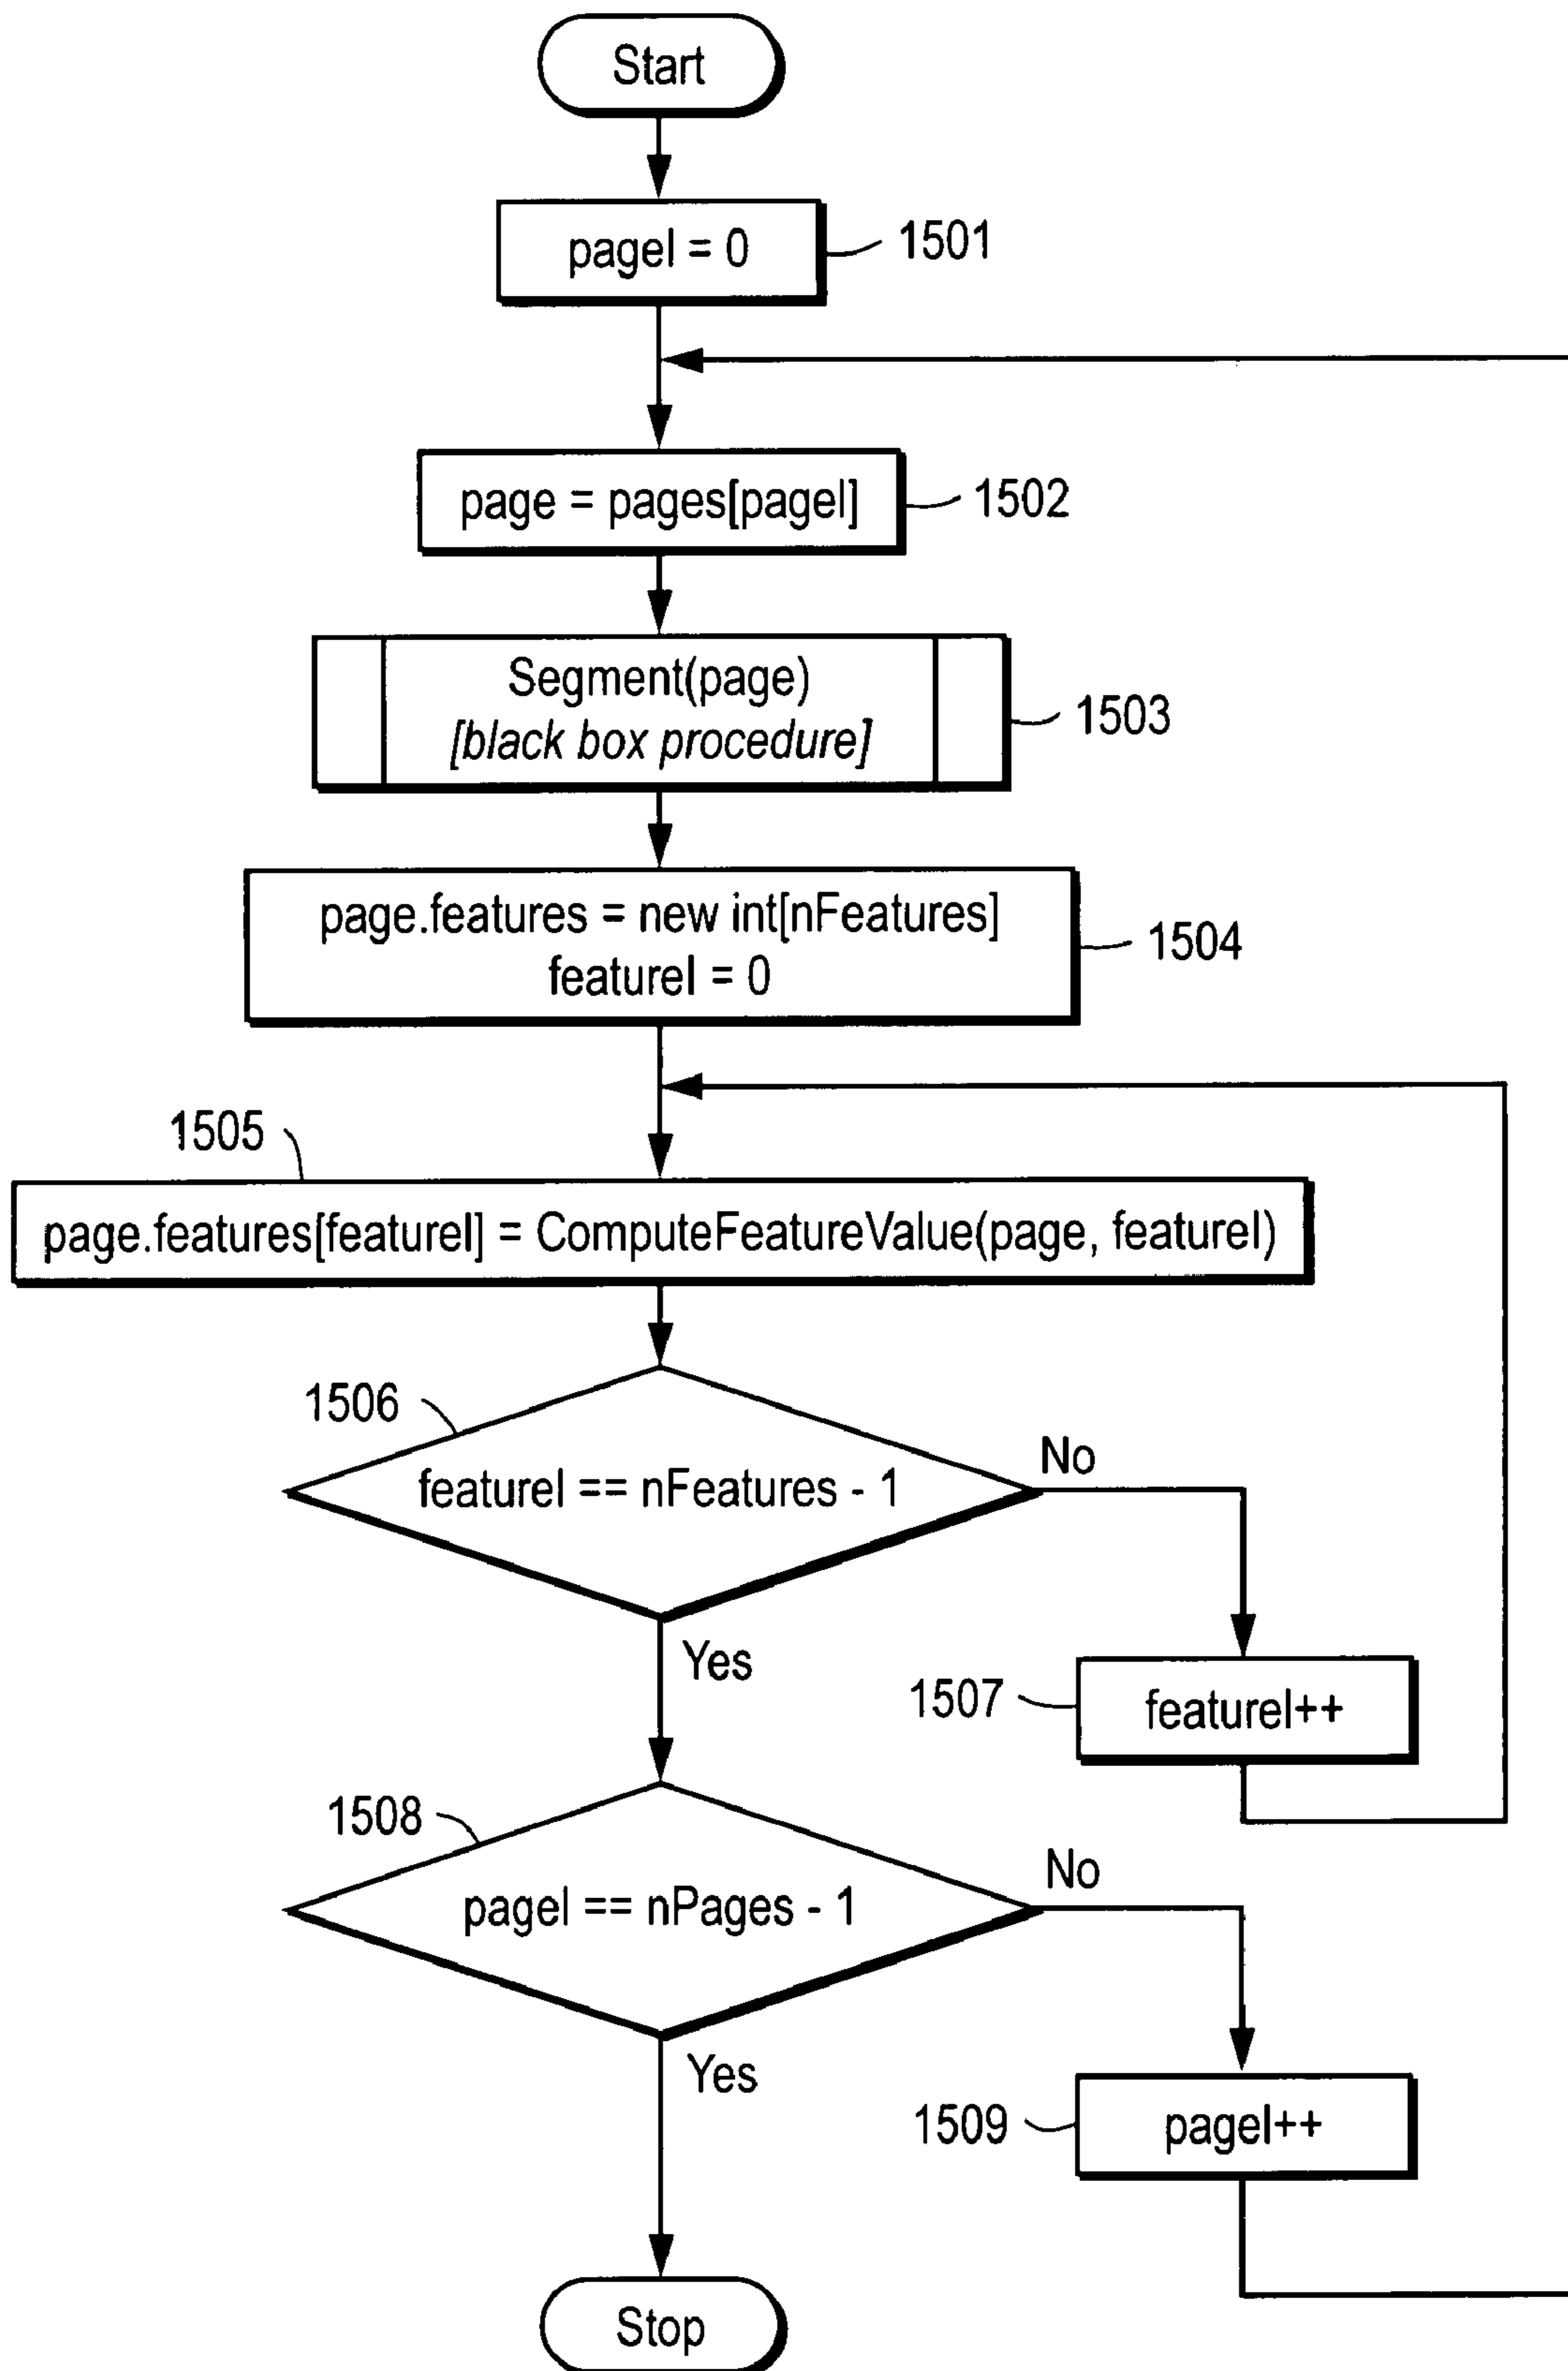 Start
pageI = 0
1501
page = pages[pageI]
1502
Segment(page)
[black box procedure]
1503
page.features = new int[nFeatures]
featureI = 0
1504
1505
page.features[featureI] = ComputeFeatureValue(page, featureI)
1506
featureI == nFeatures - 1
No
Yes
1507
featureI++
1508
pageI == nPages - 1
No
Yes
1509
pageI++
Stop